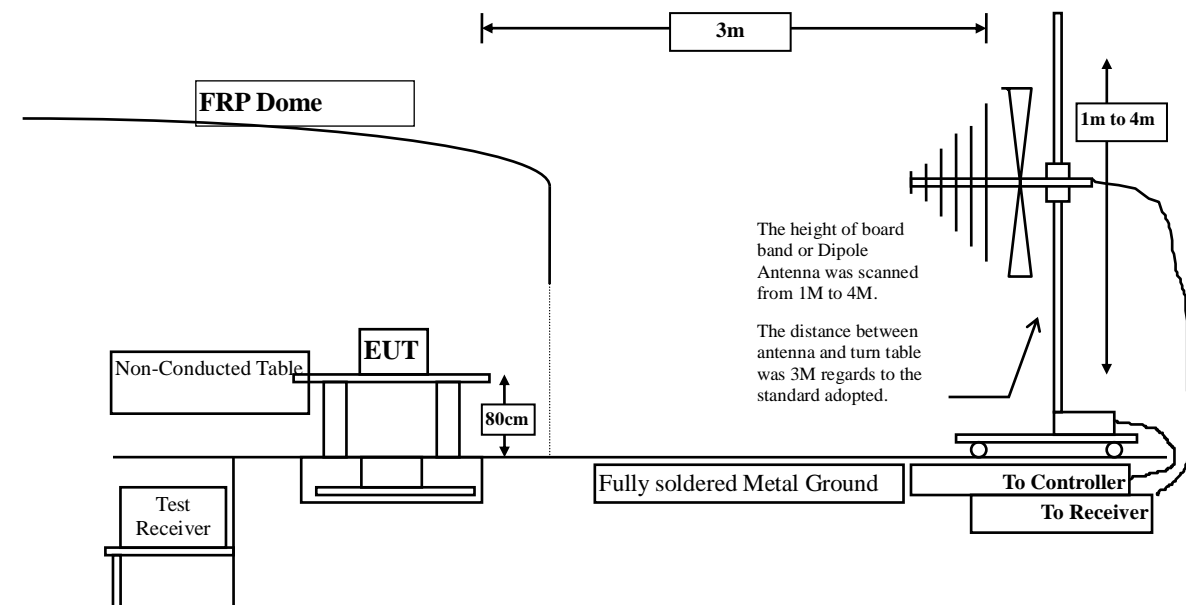 3m
FRP Dome
1m to 4m
The height of board
band or Dipole
Antenna was scanned
from 1M to 4M.
The distance between
antenna and turn table
was 3M regards to the
standard adopted.
EUT
Non-Conducted Table
80cm
Fully soldered Metal Ground
To Controller
To Receiver
Test
Receiver